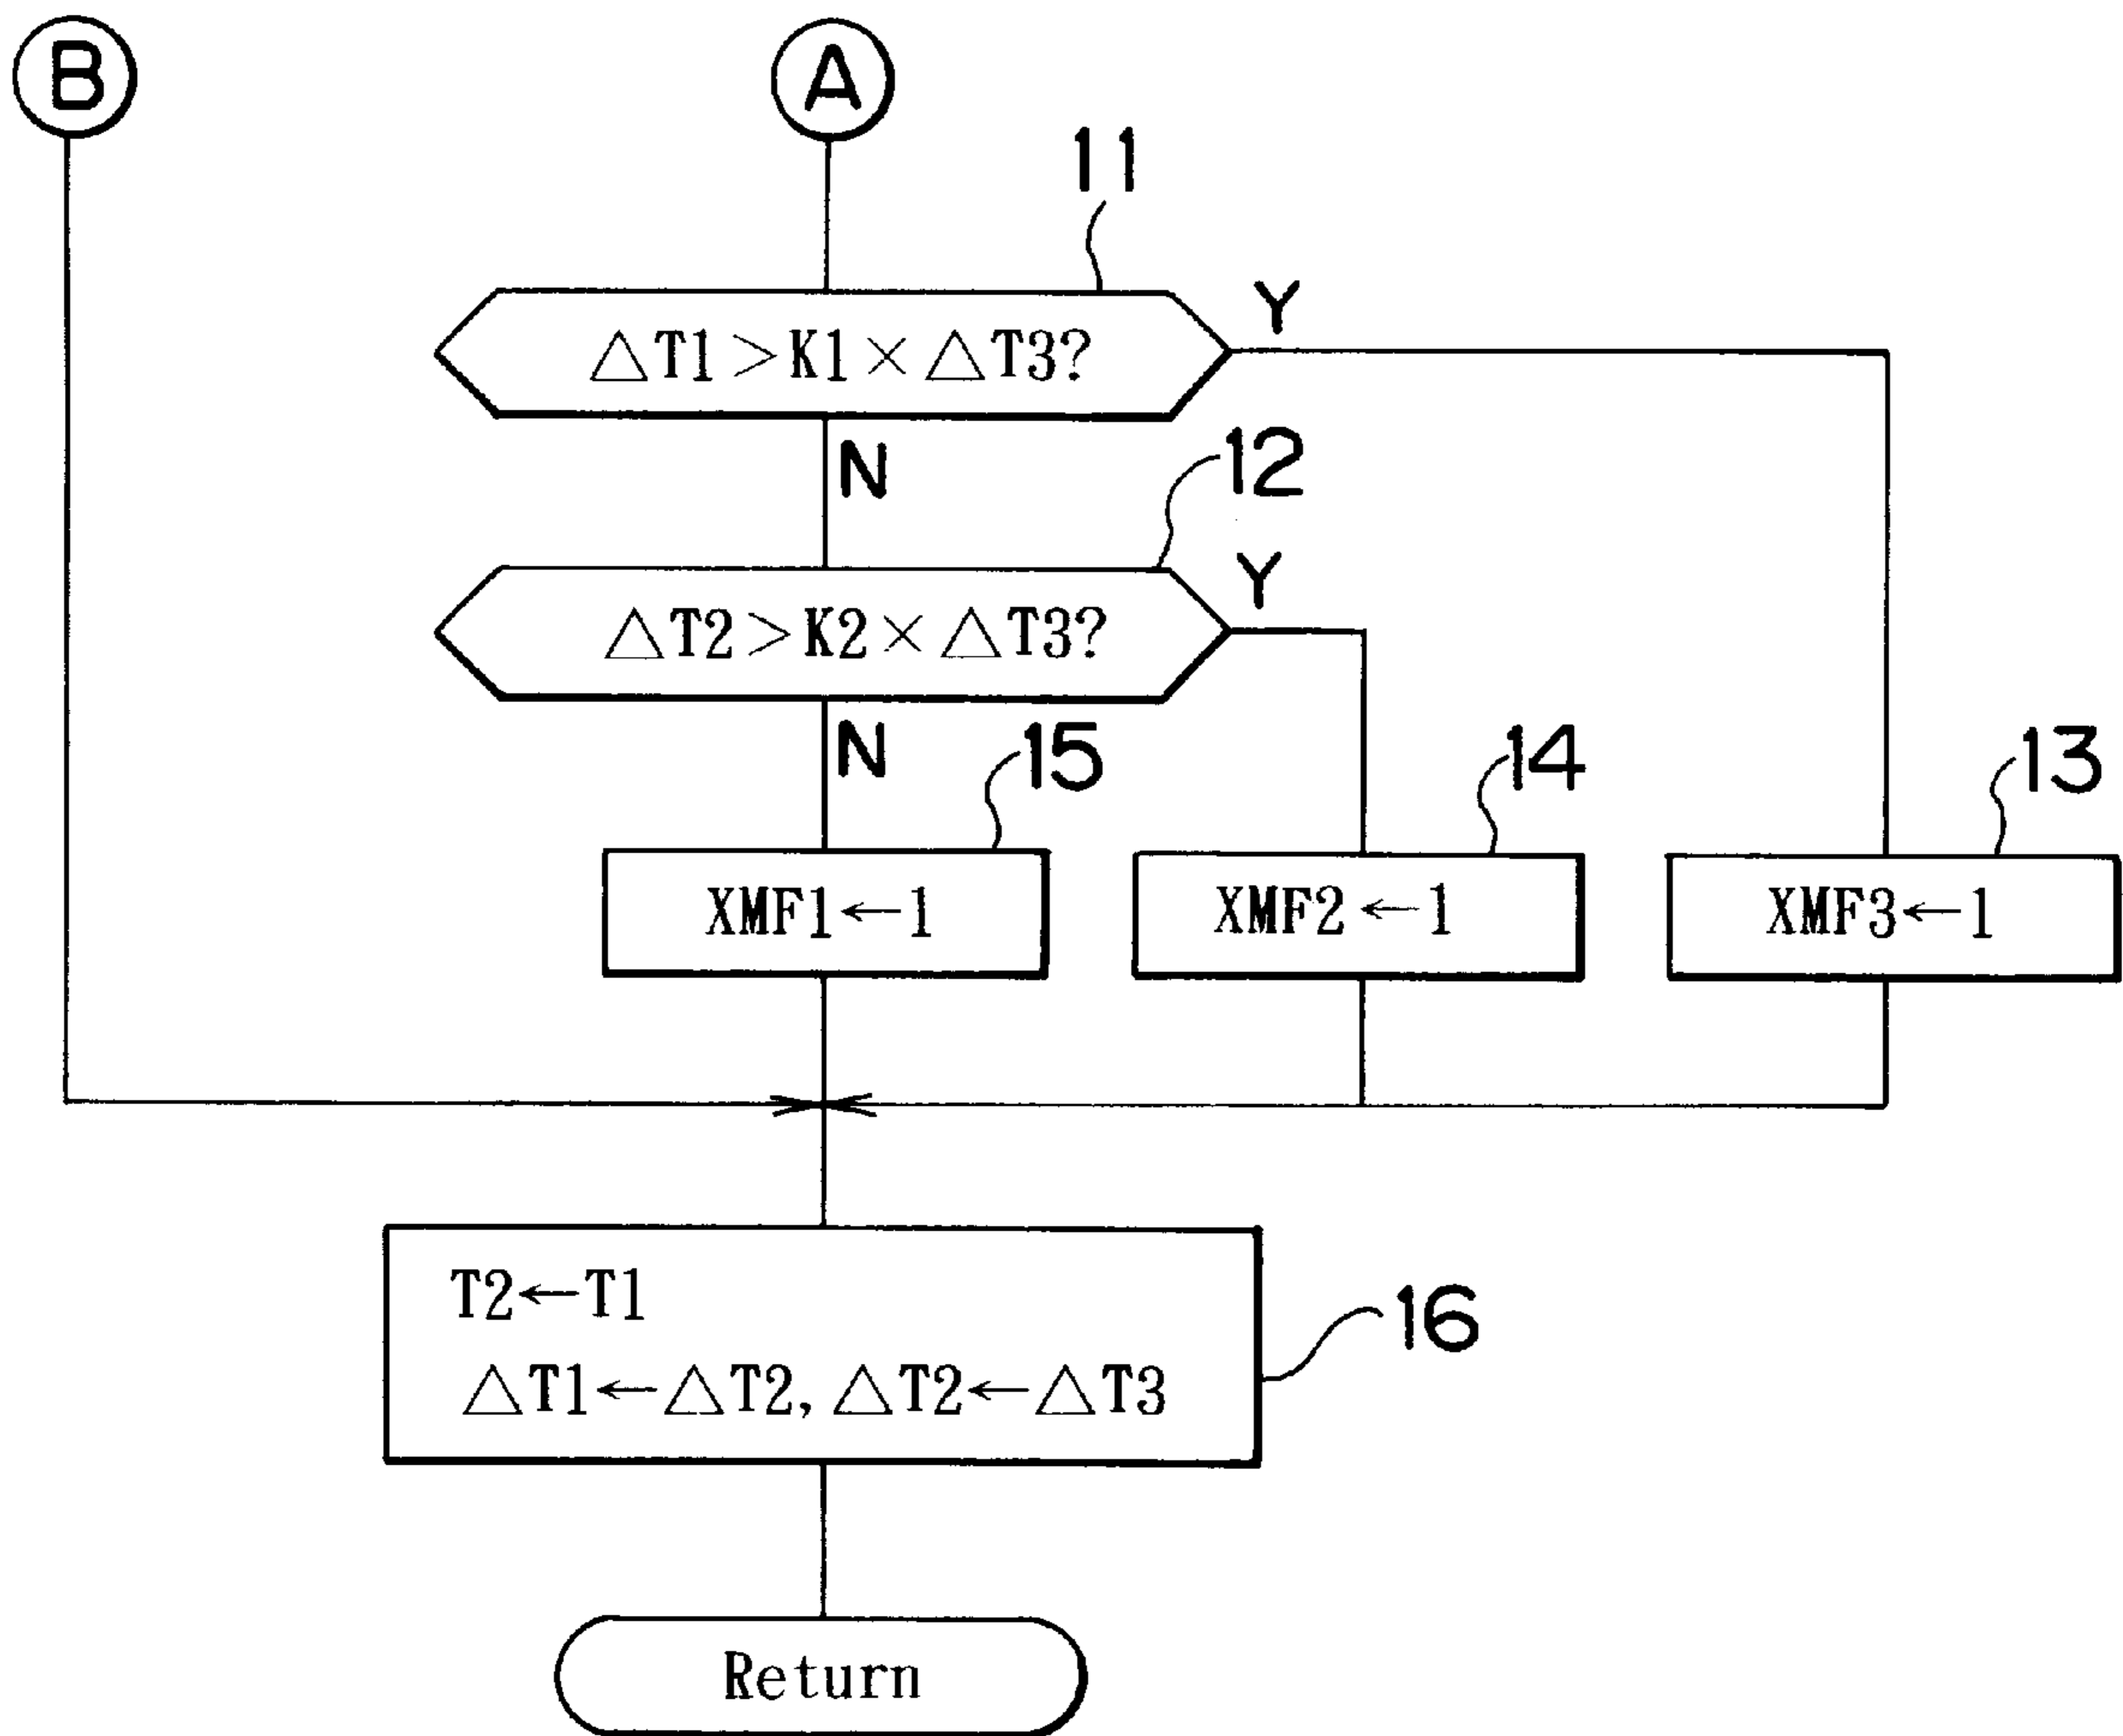 B
A
11
△T1>K1×△T3?
Y
N
12
△T2>K2×△T3?
Y
N
15
14
13
XMF1←1
XMF2←1
XMF3←1
T2←T1
△T1←△T2, △T2←△T3
16
Return